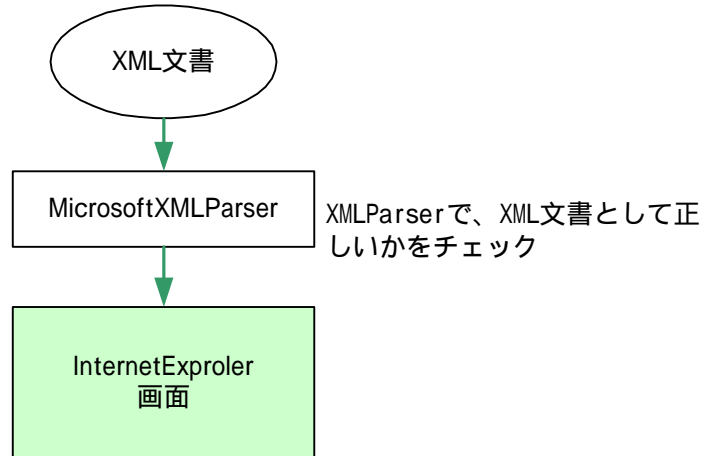 XML文書
MicrosoftXMLParser
XMLParserで、XML文書として正
しいかをチェック
InternetExproler
画面